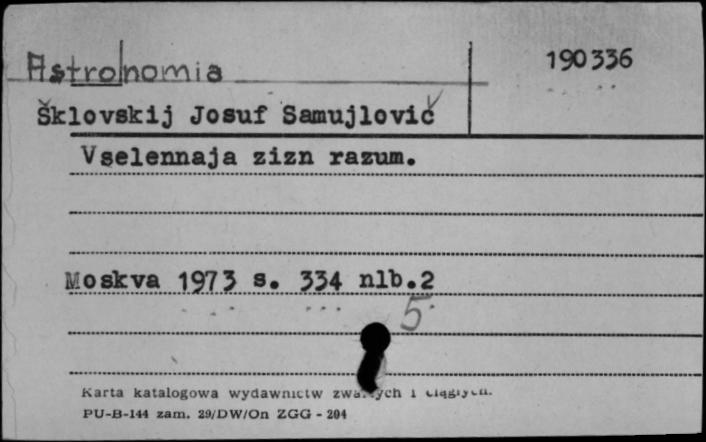 Astronomia
190336
Šklovskij Josuf Samujlovič
Vselennaja zizn razum.
Moskva 1973 s. 334 nlb.2
5
Karta katalogowa wydawnictw zwartych i ciągłych.
PU-B-144 zam. 29/DW/On ZGG - 204